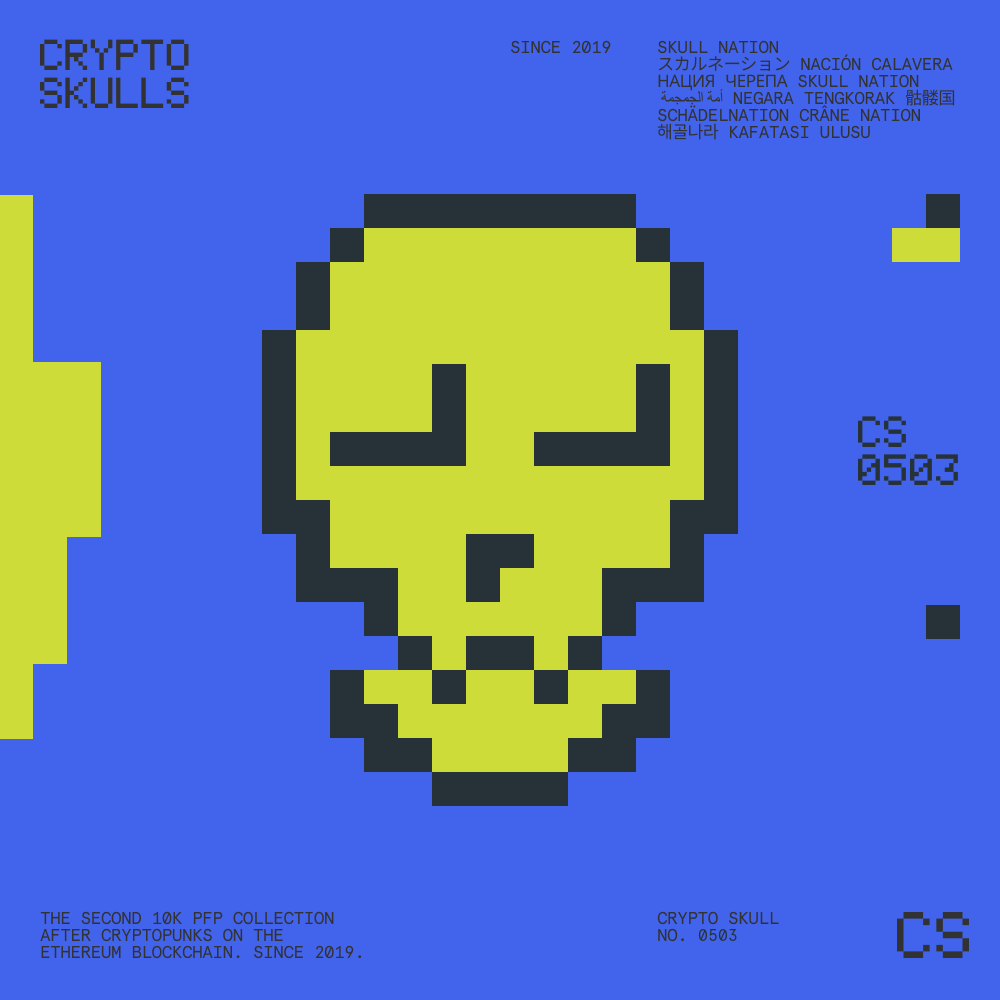 CRYPTO
SKULLS
SINCE 2019
SKULL NATION
スカルネーション NACIÓN CALAVERA
НАЦИЯ ЧЕРЕПА SKULL NATION
أمة الجمجمة NEGARA TENGKORAK 骷髅国
SCHÄDELNATION CRÂNE NATION
해골나라 KAFATASI ULUSU
CS
0503
THE SECOND 10K PFP COLLECTION
AFTER CRYPTOPUNKS ON THE
ETHEREUM BLOCKCHAIN. SINCE 2019.
CRYPTO SKULL
NO. 0503
CS